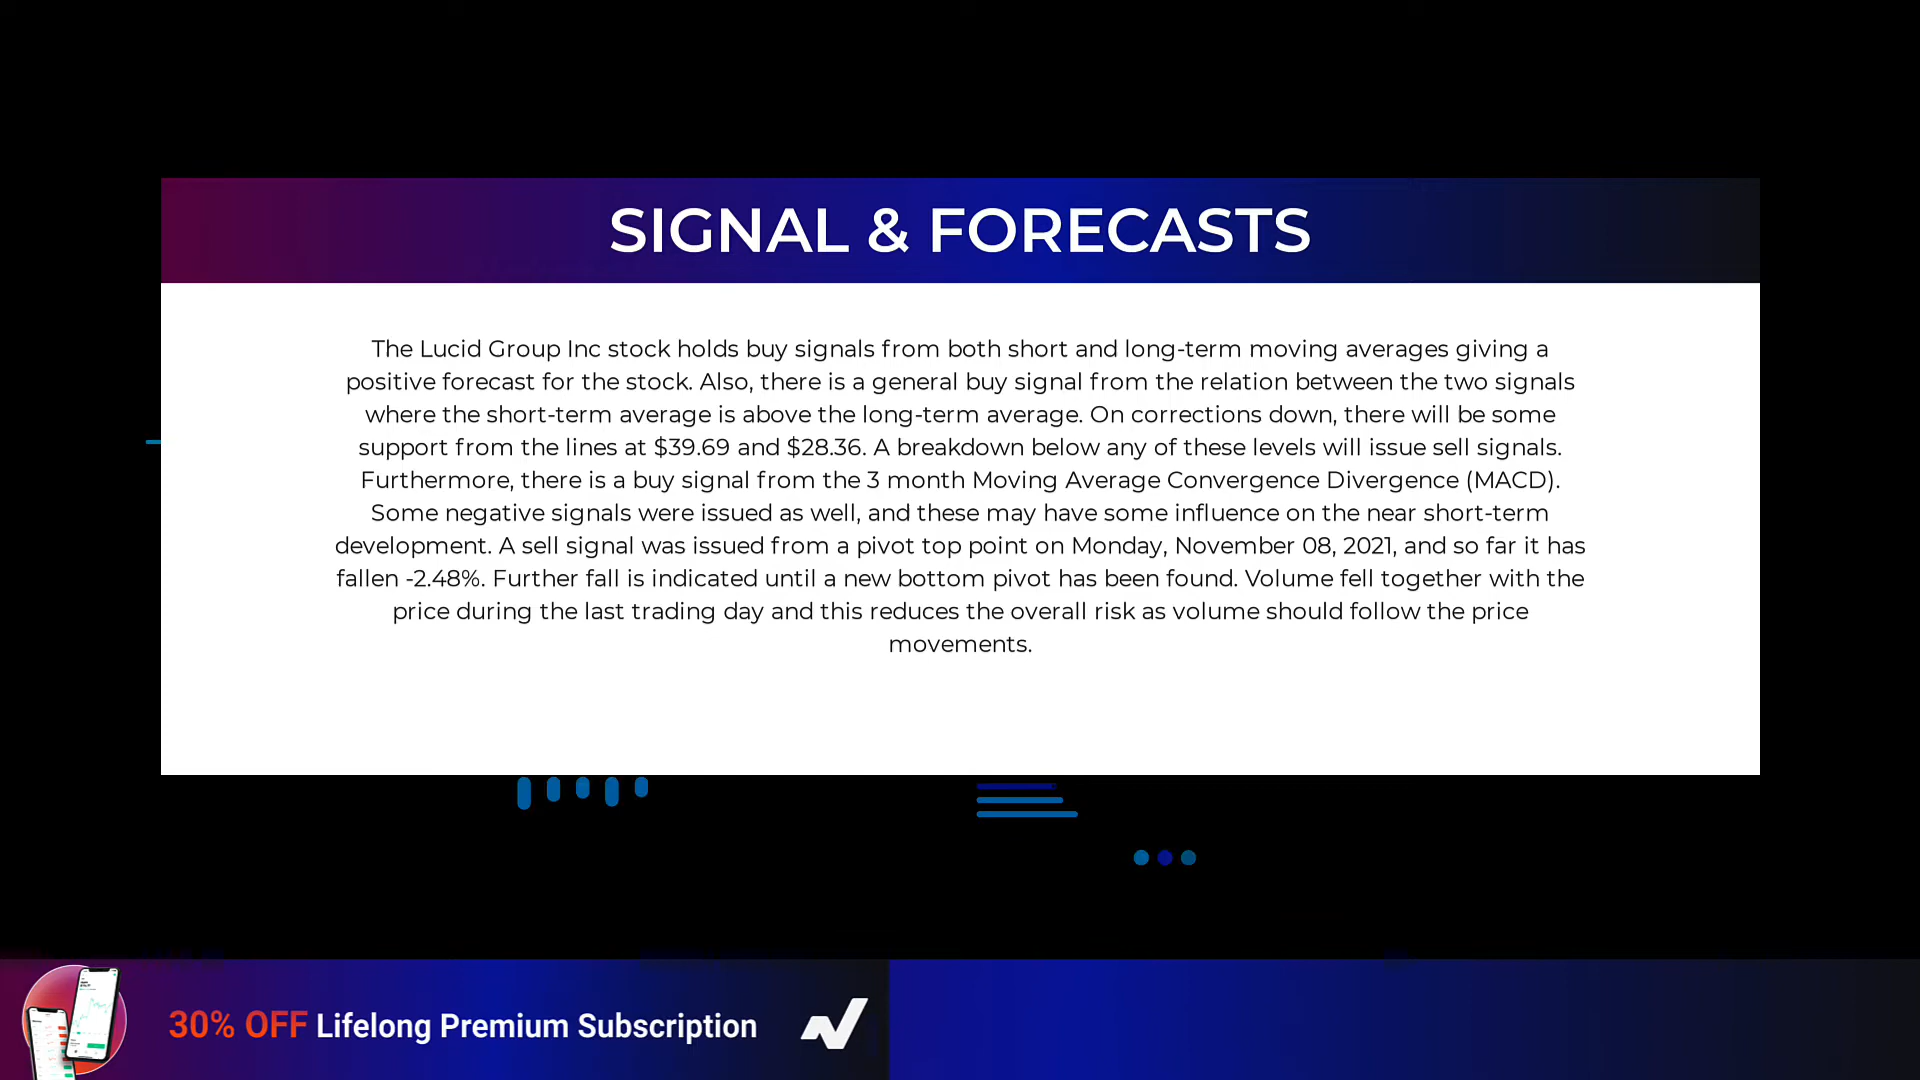 SIGNAL & FORECASTS
The Lucid Group Inc stock holds buy signals from both short and long-term moving averages giving a
positive forecast for the stock. Also, there is a general buy signal from the relation between the two signals
where the short-term average is above the long-term average. On corrections down, there will be some
support from the lines at $39.69 and $28.36. A breakdown below any of these levels will issue sell signals.
Furthermore, there is a buy signal from the 3 month Moving Average Convergence Divergence (MACD).
Some negative signals were issued as well, and these may have some influence on the near short-term
development. A sell signal was issued from a pivot top point on Monday, November 08, 2021, and so far it has
fallen -2.48%. Further fall is indicated until a new bottom pivot has been found. Volume fell together with the
price during the last trading day and this reduces the overall risk as volume should follow the price
movements.
30% OFF Lifelong Premium Subscription